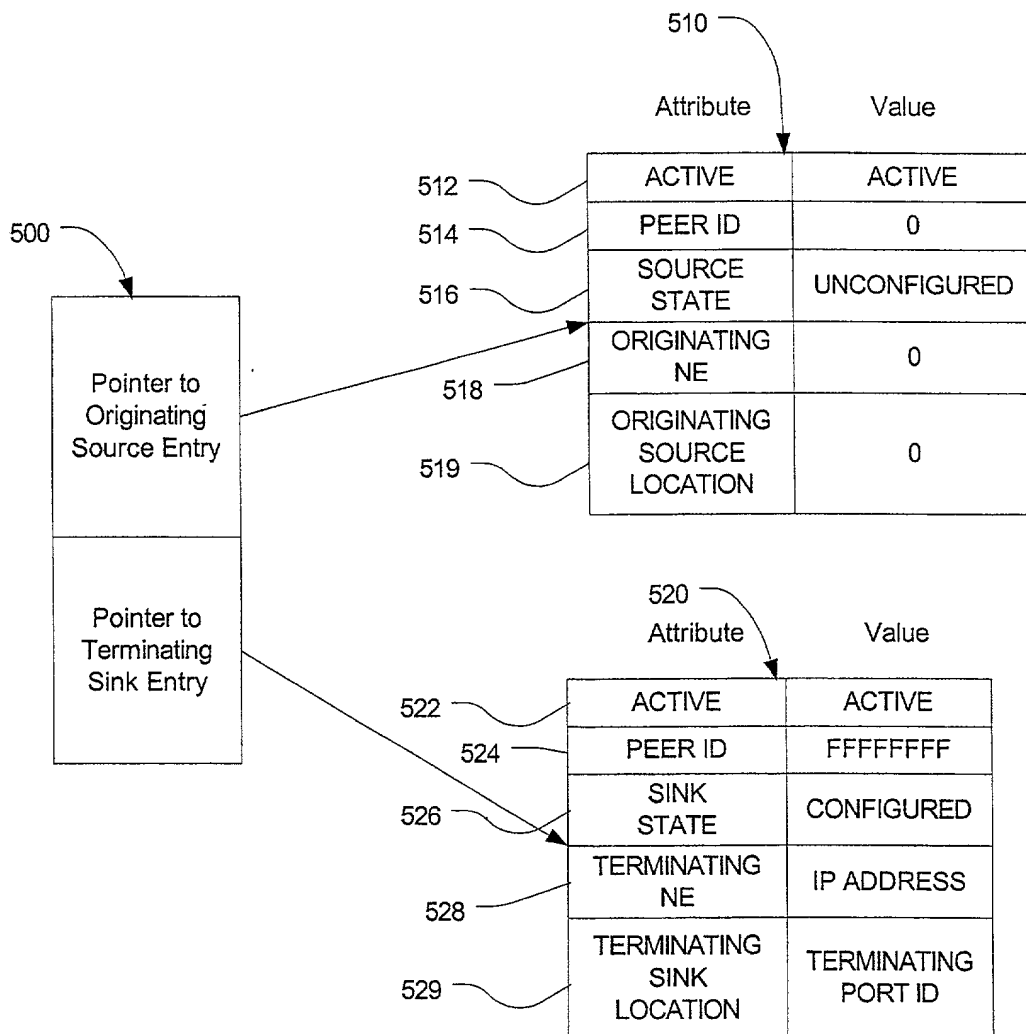 510
Attribute Value
512 ACTIVE ACTIVE
514 PEER ID 0
516 SOURCE
STATE UNCONFIGURED
518 ORIGINATING
NE 0
519 ORIGINATING
SOURCE
LOCATION 0
500
Pointer to
Originating
Source Entry
Pointer to
Terminating
Sink Entry
520
Attribute Value
522 ACTIVE ACTIVE
524 PEER ID FFFFFFFF
526 SINK
STATE CONFIGURED
528 TERMINATING
NE IP ADDRESS
529 TERMINATING
SINK
LOCATION
TERMINATING
PORT ID